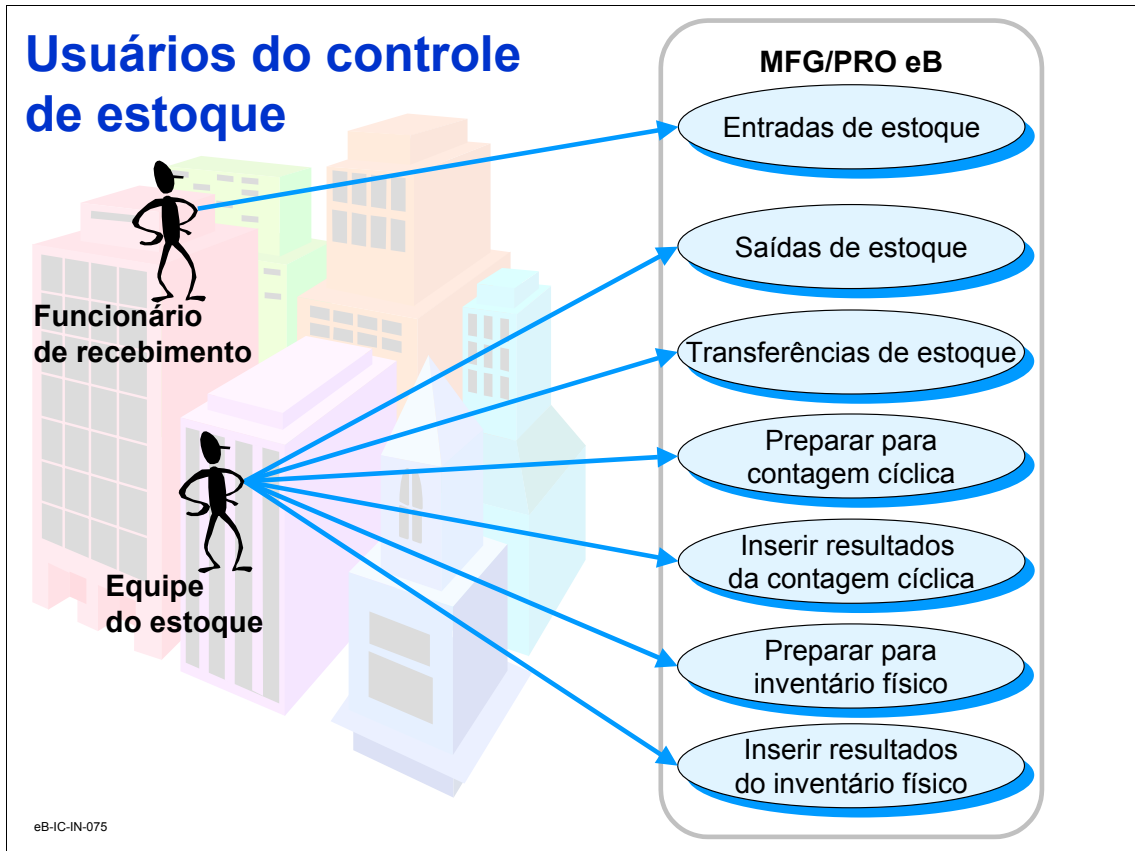 Usuários do controle
de estoque
MFG/PRO eB
Entradas de estoque
Saídas de estoque
Transferências de estoque
Preparar para
contagem cíclica
Inserir resultados
da contagem cíclica
Preparar para
inventário físico
Inserir resultados
do inventário físico
Funcionário
de recebimento
Equipe
do estoque
eB-IC-IN-075